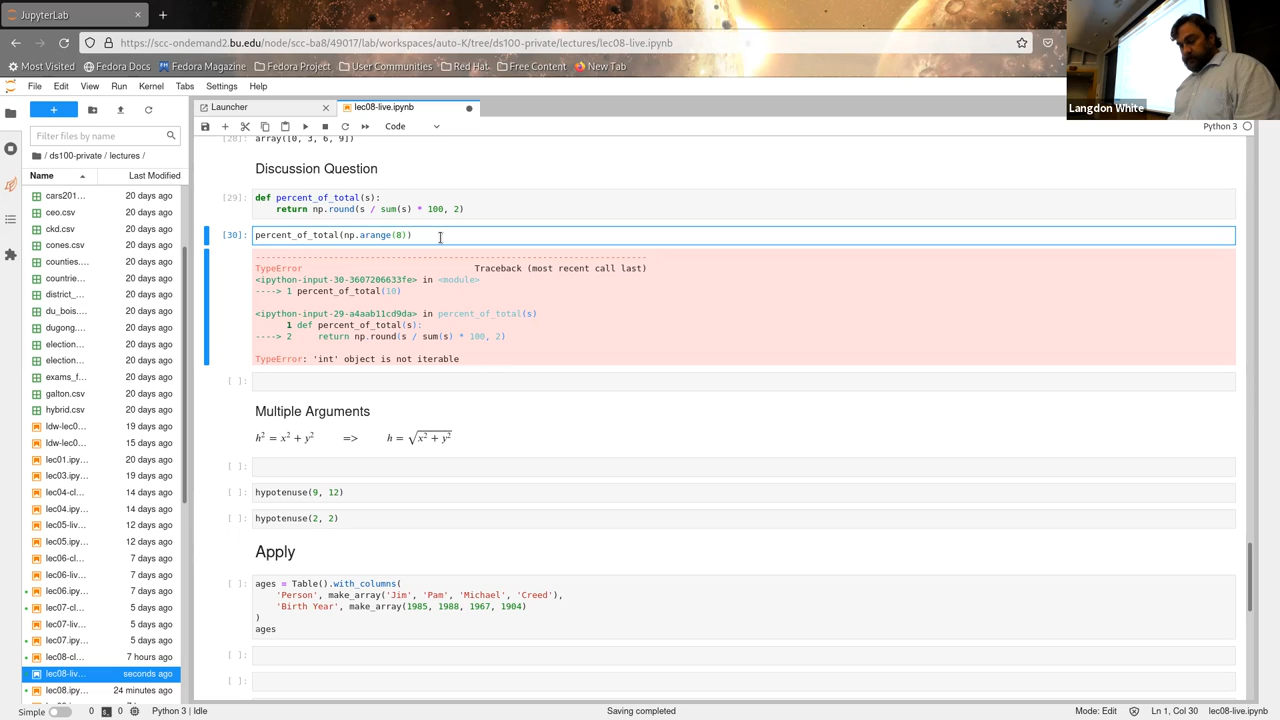 JupyterLab
https://scc-ondemand2.bu.edu/node/scc-ba8/49017/lab/workspaces/auto-K/tree/ds100-private/lectures/lec08-live.ipynb
Most Visited Fedora Docs Fedora Magazine Fedora Project User Communities Red Hat Free Content New Tab
Langdon White
File Edit View Run Kernel Tabs Settings Help
Launcher lec08-live.ipynb
Code Python 3
Filter files by name
/ ds100-private / lectures /
Name Last Modified
cars201… 20 days ago
ceo.csv 20 days ago
ckd.csv 20 days ago
cones.csv 20 days ago
counties.… 20 days ago
countrie… 20 days ago
district_… 20 days ago
du_bois.… 20 days ago
dugong.… 20 days ago
election… 20 days ago
election… 20 days ago
exams_f… 20 days ago
galton.csv 20 days ago
hybrid.csv 20 days ago
ldw-lec0… 19 days ago
ldw-lec0… 15 days ago
lec01.ipy… 20 days ago
lec03.ipy… 19 days ago
lec04-cl… 14 days ago
lec04.ipy… 14 days ago
lec05-liv… 12 days ago
lec05.ipy… 12 days ago
lec06-cl… 7 days ago
lec06-liv… 7 days ago
lec06.ipy… 7 days ago
lec07-cl… 5 days ago
lec07-liv… 5 days ago
lec07.ipy… 5 days ago
lec08-cl… 7 hours ago
lec08-liv… seconds ago
lec08.ipy… 24 minutes ago
[28]: array([0, 3, 6, 9])
Discussion Question
[29]: def percent_of_total(s):
return np.round(s / sum(s) * 100, 2)
[30]: percent_of_total(np.arange(8))
---------------------------------------------------------------------------
TypeError Traceback (most recent call last)
<ipython-input-30-3607206633fe> in <module>
----> 1 percent_of_total(10)
<ipython-input-29-a4aab11cd9da> in percent_of_total(s)
1 def percent_of_total(s):
----> 2 return np.round(s / sum(s) * 100, 2)
TypeError: 'int' object is not iterable
[ ]:
Multiple Arguments
h² = x² + y² => h = √x² + y²
[ ]:
[ ]: hypotenuse(9, 12)
[ ]: hypotenuse(2, 2)
Apply
[ ]: ages = Table().with_columns(
'Person', make_array('Jim', 'Pam', 'Michael', 'Creed'),
'Birth Year', make_array(1985, 1988, 1967, 1904)
)
ages
[ ]:
[ ]:
Simple 0 0 Python 3 | Idle Saving completed Mode: Edit Ln 1, Col 30 lec08-live.ipynb